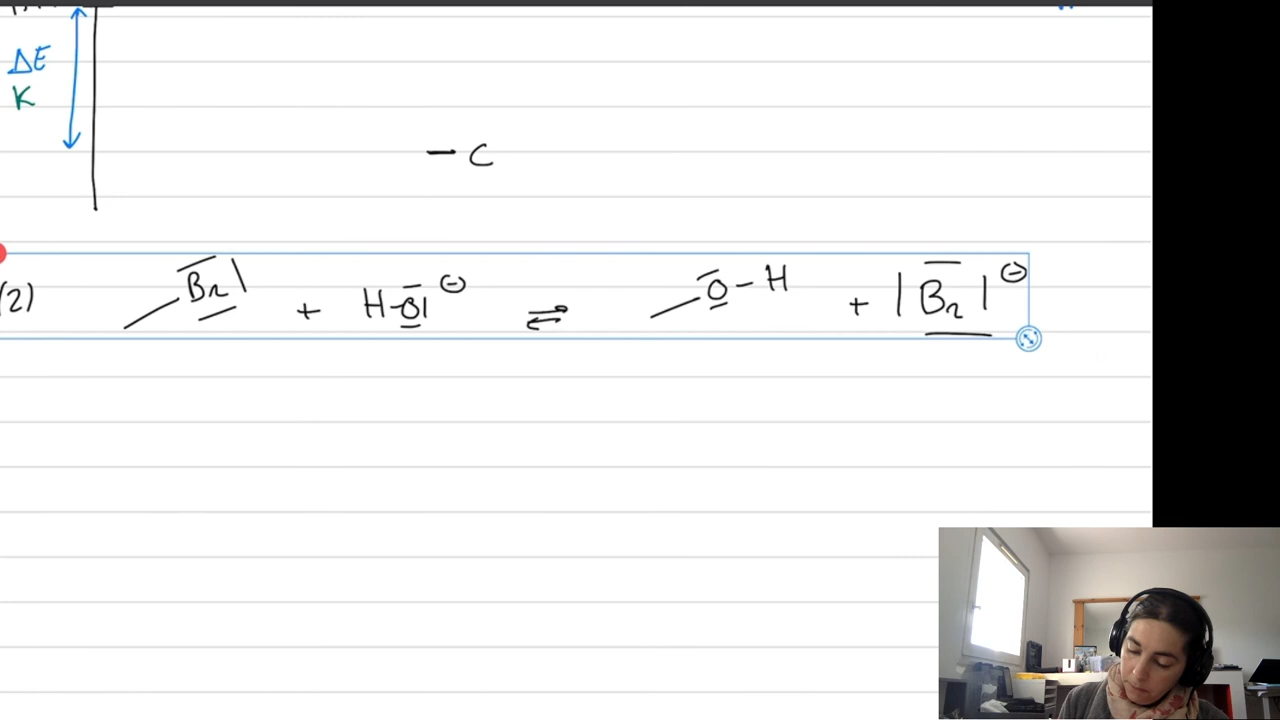 ΔE
K
– C
(2) Br + H–O ⊖ ⇌ O–H + Br ⊖